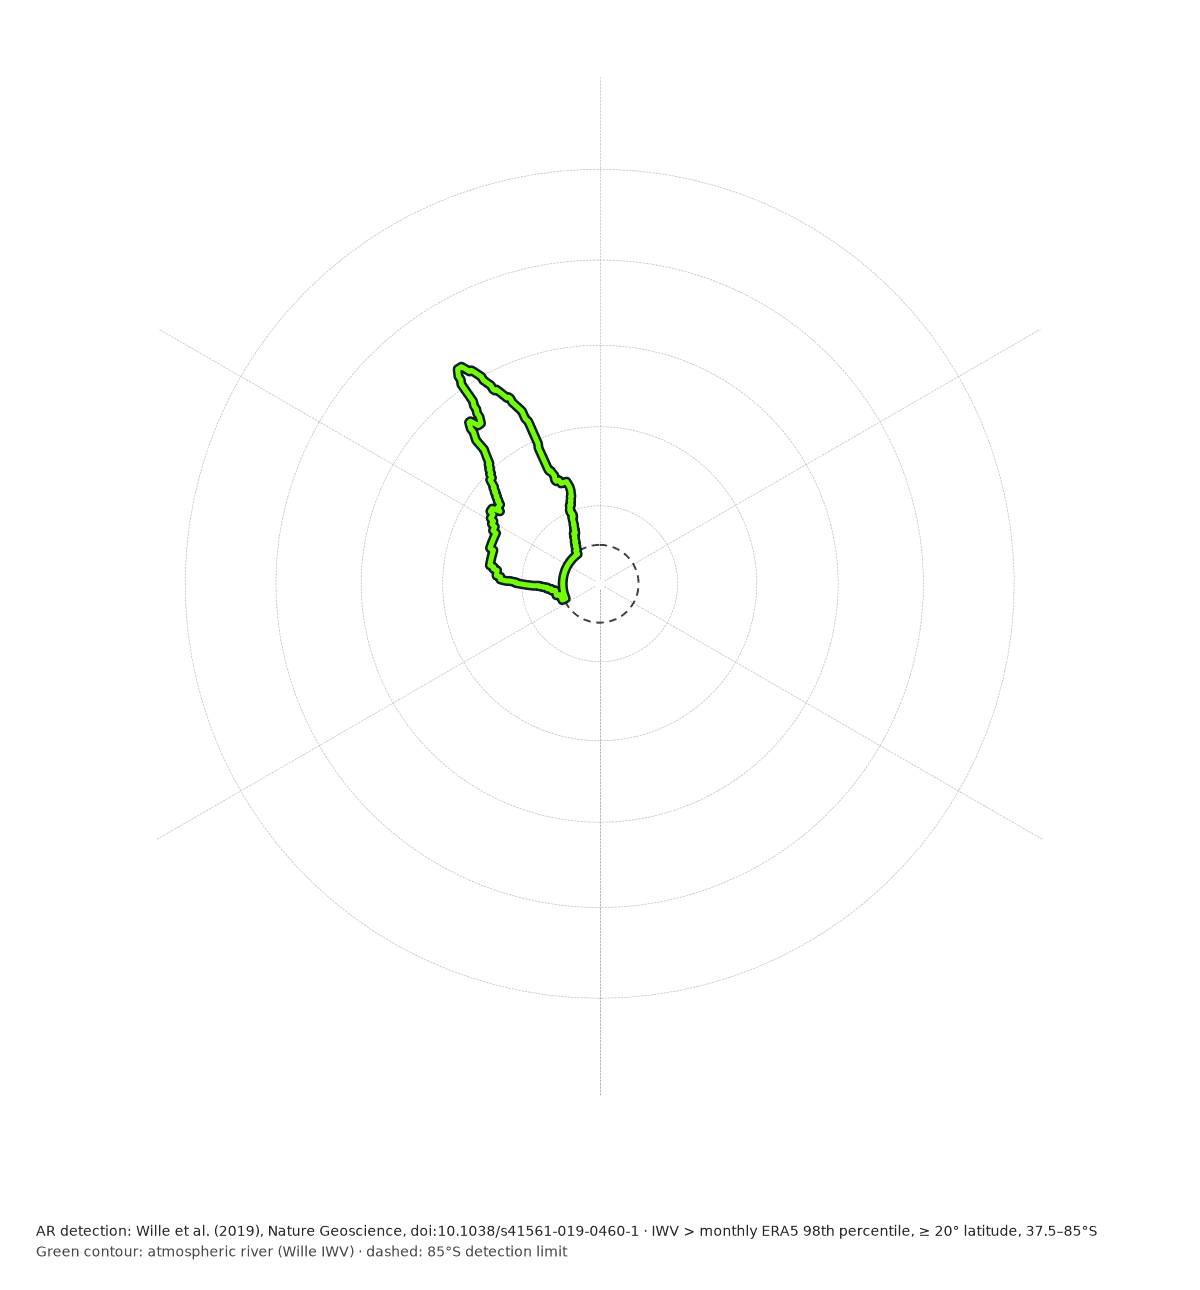 AR detection: Wille et al. (2019), Nature Geoscience, doi:10.1038/s41561-019-0460-1 · IWV > monthly ERA5 98th percentile, ≥ 20° latitude, 37.5–85°S
Green contour: atmospheric river (Wille IWV) · dashed: 85°S detection limit